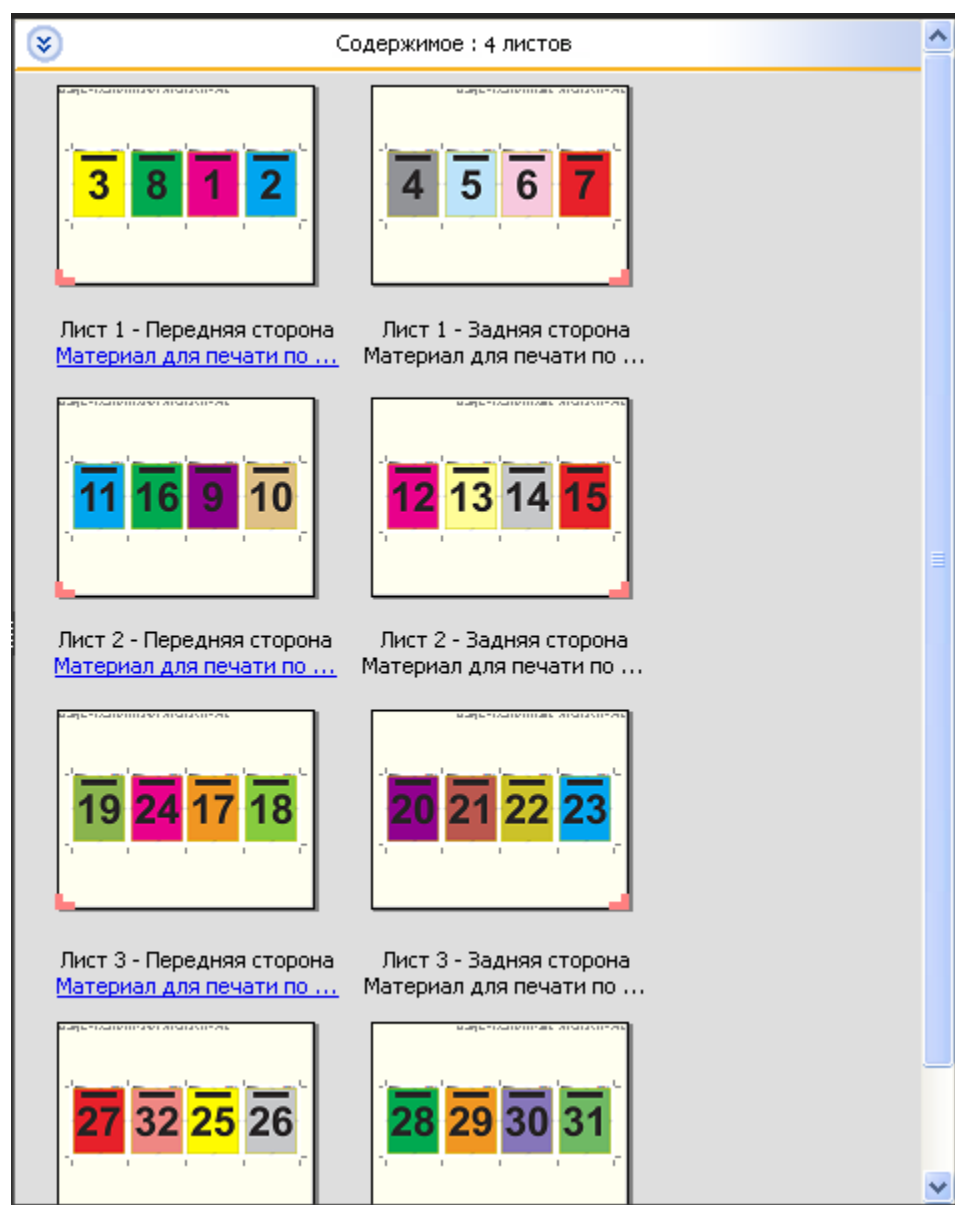 Содержимое : 4 листов
3 8 1 2
4 5 6 7
Лист 1 - Передняя сторона
Лист 1 - Задняя сторона
Материал для печати по ...
Материал для печати по ...
11 16 9 10
12 13 14 15
Лист 2 - Передняя сторона
Лист 2 - Задняя сторона
Материал для печати по ...
Материал для печати по ...
19 24 17 18
20 21 22 23
Лист 3 - Передняя сторона
Лист 3 - Задняя сторона
Материал для печати по ...
Материал для печати по ...
27 32 25 26
28 29 30 31